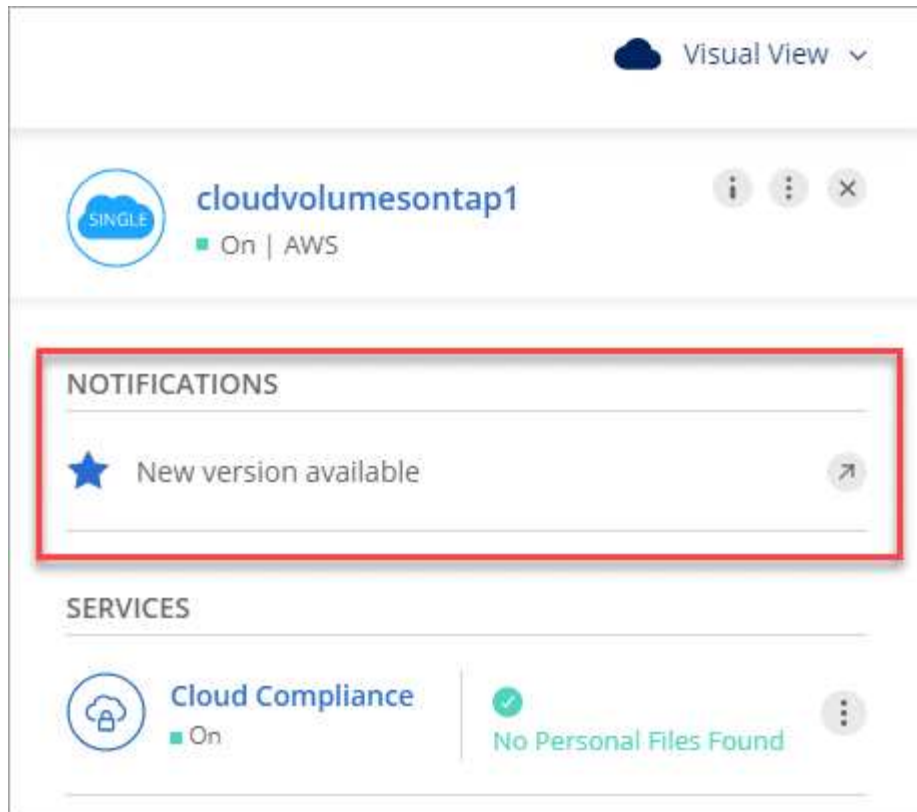 Visual View
SINGLE
cloudvolumesontap1
On | AWS
NOTIFICATIONS
New version available
SERVICES
Cloud Compliance
On
No Personal Files Found